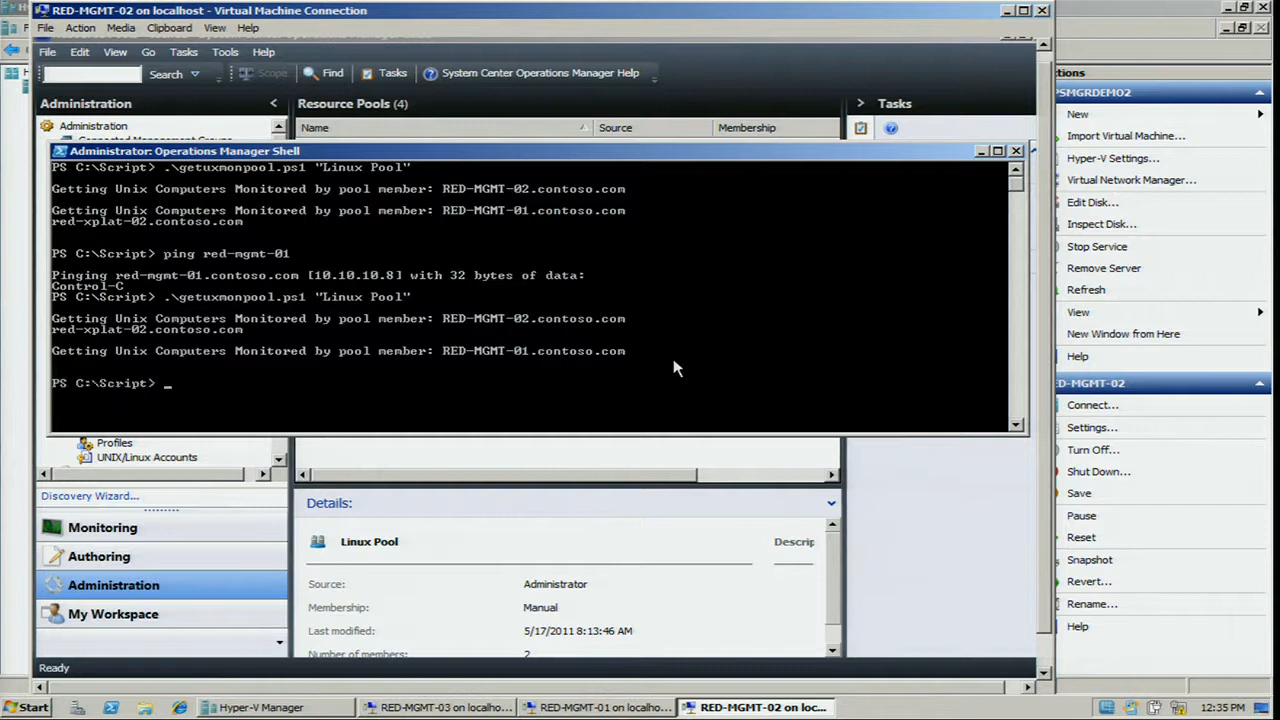 RED-MGMT-02 on localhost - Virtual Machine Connection
File Action Media Clipboard View Help
File Edit View Go Tasks Tools Help
Search Scope Find Tasks System Center Operations Manager Help
Administration
Resource Pools (4)
Tasks
Administration
Name Source Membership
Administrator: Operations Manager Shell
PS C:\Script> .\getuxmonpool.ps1 "Linux Pool"
Getting Unix Computers Monitored by pool member: RED-MGMT-02.contoso.com
Getting Unix Computers Monitored by pool member: RED-MGMT-01.contoso.com
red-xplat-02.contoso.com
PS C:\Script> ping red-mgmt-01
Pinging red-mgmt-01.contoso.com [10.10.10.8] with 32 bytes of data:
Control-C
PS C:\Script> .\getuxmonpool.ps1 "Linux Pool"
Getting Unix Computers Monitored by pool member: RED-MGMT-02.contoso.com
red-xplat-02.contoso.com
Getting Unix Computers Monitored by pool member: RED-MGMT-01.contoso.com
PS C:\Script> _
Profiles
UNIX/Linux Accounts
Discovery Wizard...
Monitoring
Authoring
Administration
My Workspace
Details:
Linux Pool Descrip
Source: Administrator
Membership: Manual
Last modified: 5/17/2011 8:13:46 AM
Number of members: 2
Ready
ctions
PSMGRDEMO2
New
Import Virtual Machine...
Hyper-V Settings...
Virtual Network Manager...
Edit Disk...
Inspect Disk...
Stop Service
Remove Server
Refresh
View
New Window from Here
Help
ED-MGMT-02
Connect...
Settings...
Turn Off...
Shut Down...
Save
Pause
Reset
Snapshot
Revert...
Rename...
Help
Start
Hyper-V Manager
RED-MGMT-03 on localho...
RED-MGMT-01 on localho...
RED-MGMT-02 on loc...
12:35 PM